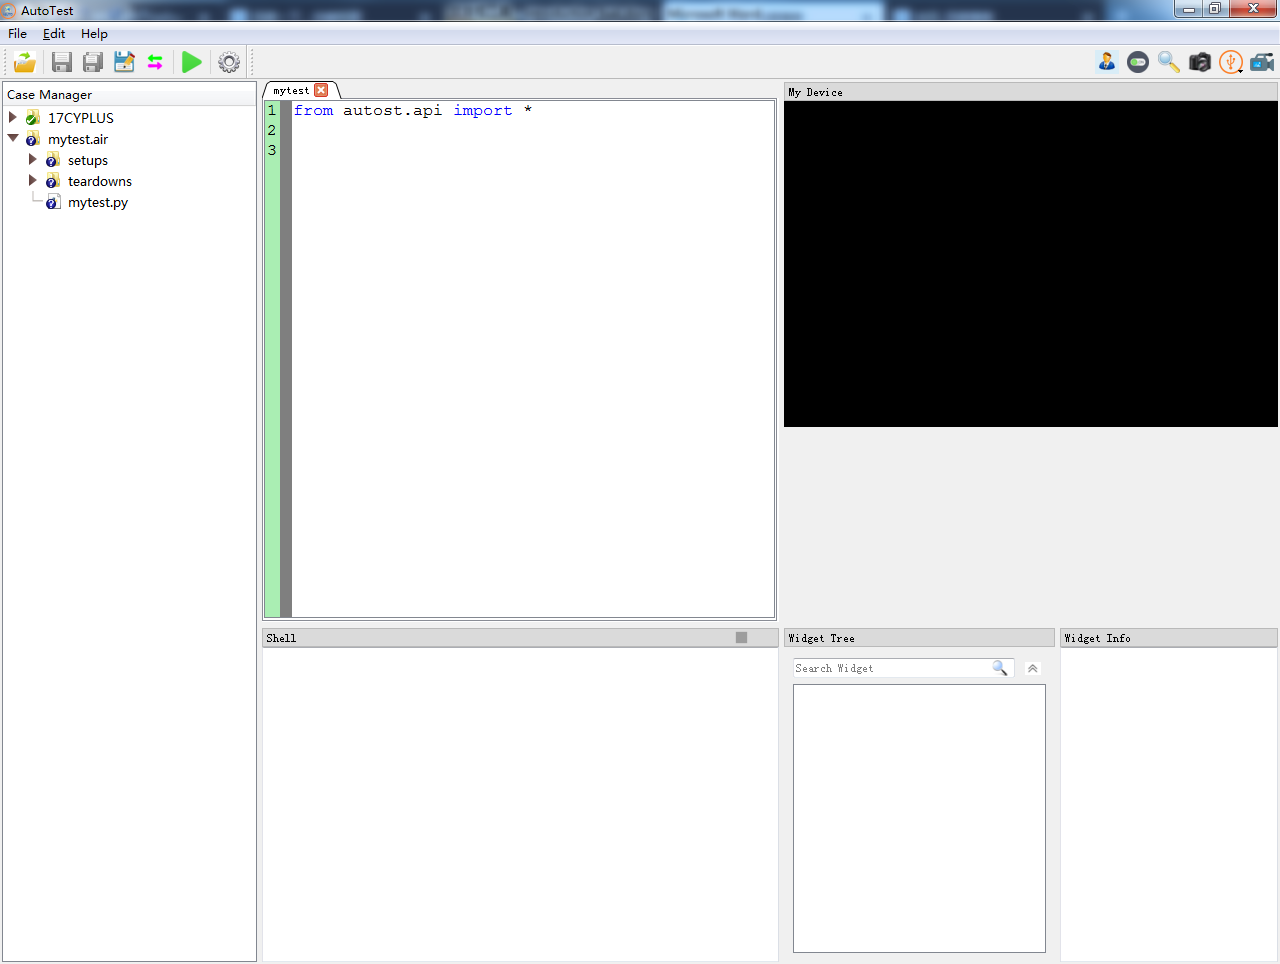 AutoTest
File Edit Help
Case Manager
17CYPLUS
mytest.air
setups
teardowns
mytest.py
mytest
1 from autost.api import *
2
3
My Device
Shell
Widget Tree
Search Widget
Widget Info